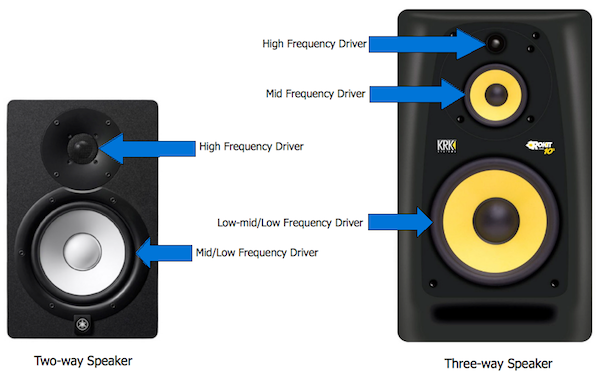 High Frequency Driver
Mid Frequency Driver
High Frequency Driver
KRK
SYSTEMS
ROKIT
10
Low-mid/Low Frequency Driver
Mid/Low Frequency Driver
Two-way Speaker
Three-way Speaker